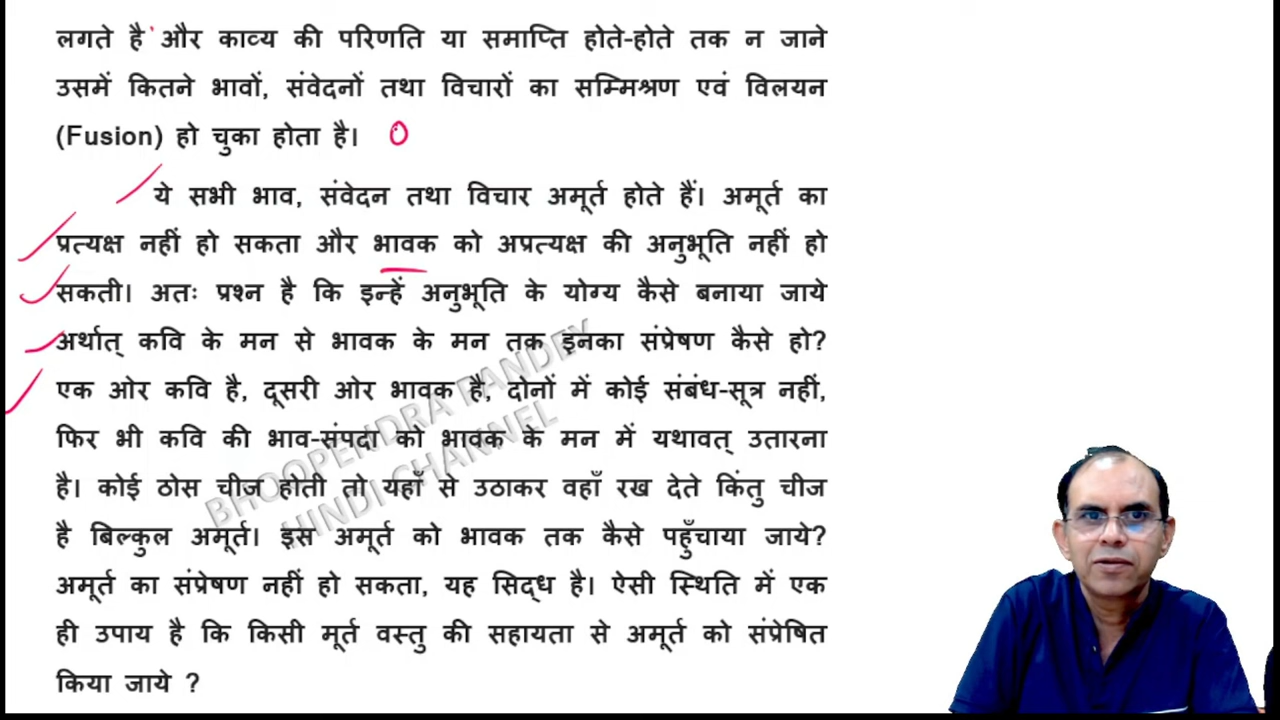 लगते है और काव्य की परिणति या समाप्ति होते-होते तक न जाने
उसमें कितने भावों, संवेदनों तथा विचारों का सम्मिश्रण एवं विलयन
(Fusion) हो चुका होता है।
ये सभी भाव, संवेदन तथा विचार अमूर्त होते हैं। अमूर्त का
प्रत्यक्ष नहीं हो सकता और भावक को अप्रत्यक्ष की अनुभूति नहीं हो
सकती। अतः प्रश्न है कि इन्हें अनुभूति के योग्य कैसे बनाया जाये
अर्थात् कवि के मन से भावक के मन तक इनका संप्रेषण कैसे हो?
एक ओर कवि है, दूसरी ओर भावक है, दोनों में कोई संबंध-सूत्र नहीं,
फिर भी कवि की भाव-संपदा को भावक के मन में यथावत् उतारना
है। कोई ठोस चीज होती तो यहाँ से उठाकर वहाँ रख देते किंतु चीज
है बिल्कुल अमूर्त। इस अमूर्त को भावक तक कैसे पहुँचाया जाये?
अमूर्त का संप्रेषण नहीं हो सकता, यह सिद्ध है। ऐसी स्थिति में एक
ही उपाय है कि किसी मूर्त वस्तु की सहायता से अमूर्त को संप्रेषित
किया जाये ?
BHOOPENDRA PANDEY
HINDI CHANNEL